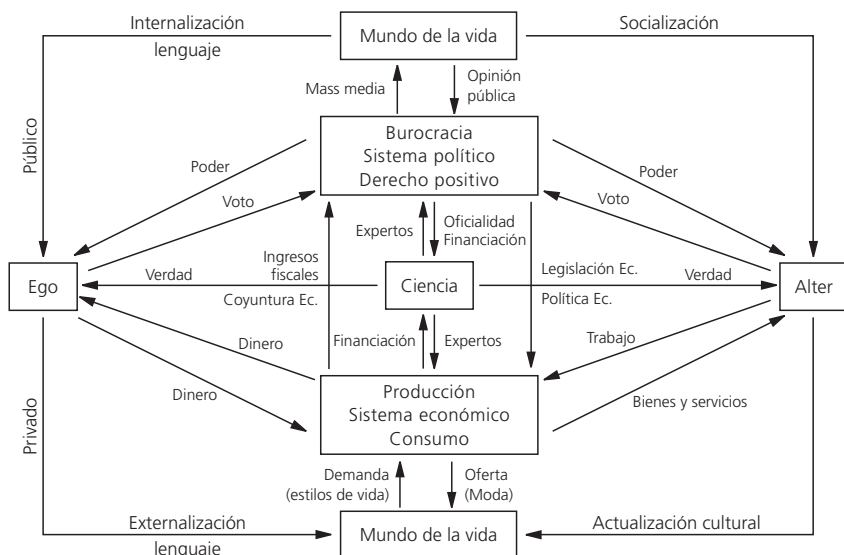 Internalización
lenguaje
Mundo de la vida
Socialización
Mass media
Opinión
pública
Público
Burocracia
Sistema político
Derecho positivo
Poder
Voto
Poder
Voto
Expertos
Oficialidad
Financiación
Ingresos
fiscales
Verdad
Coyuntura Ec.
Ego
Ciencia
Legislación Ec.
Verdad
Política Ec.
Alter
Dinero
Financiación
Expertos
Trabajo
Dinero
Producción
Sistema económico
Consumo
Bienes y servicios
Privado
Demanda
(estilos de vida)
Oferta
(Moda)
Externalización
lenguaje
Mundo de la vida
Actualización cultural